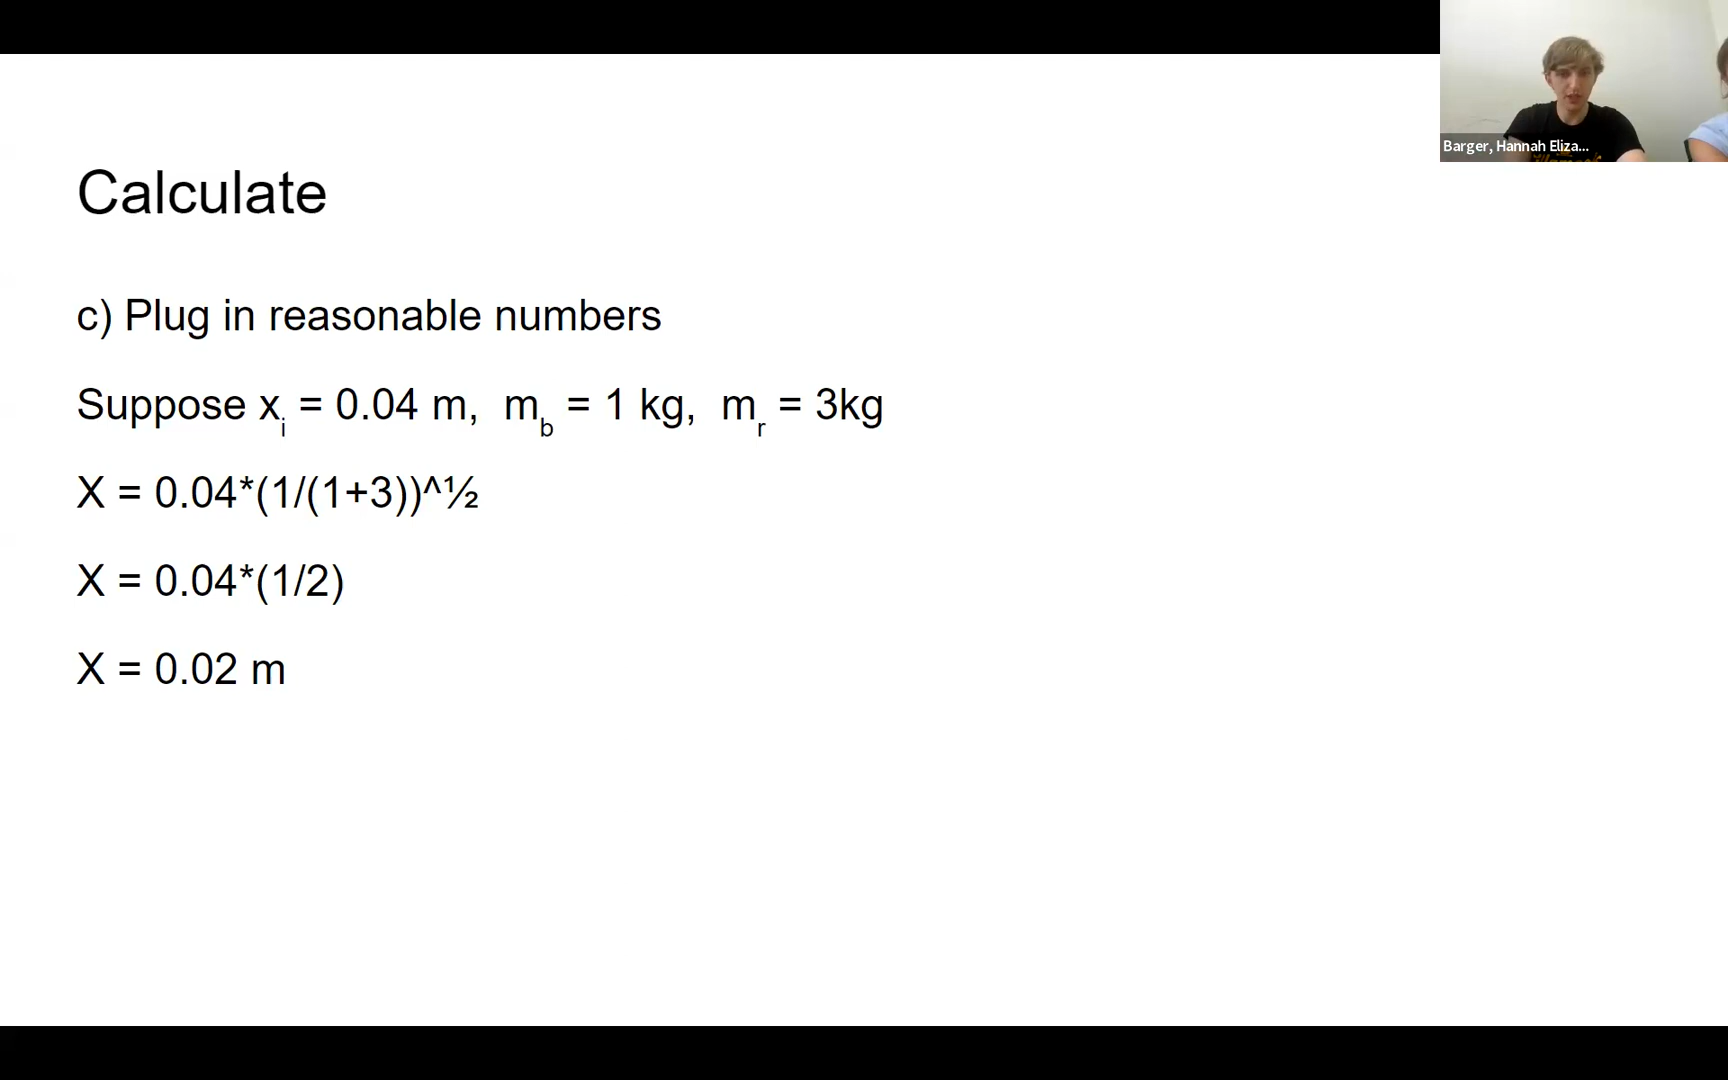 Barger, Hannah Eliza...
Calculate
c) Plug in reasonable numbers
Suppose xᵢ = 0.04 m, m_b = 1 kg, m_r = 3kg
X = 0.04*(1/(1+3))^½
X = 0.04*(1/2)
X = 0.02 m